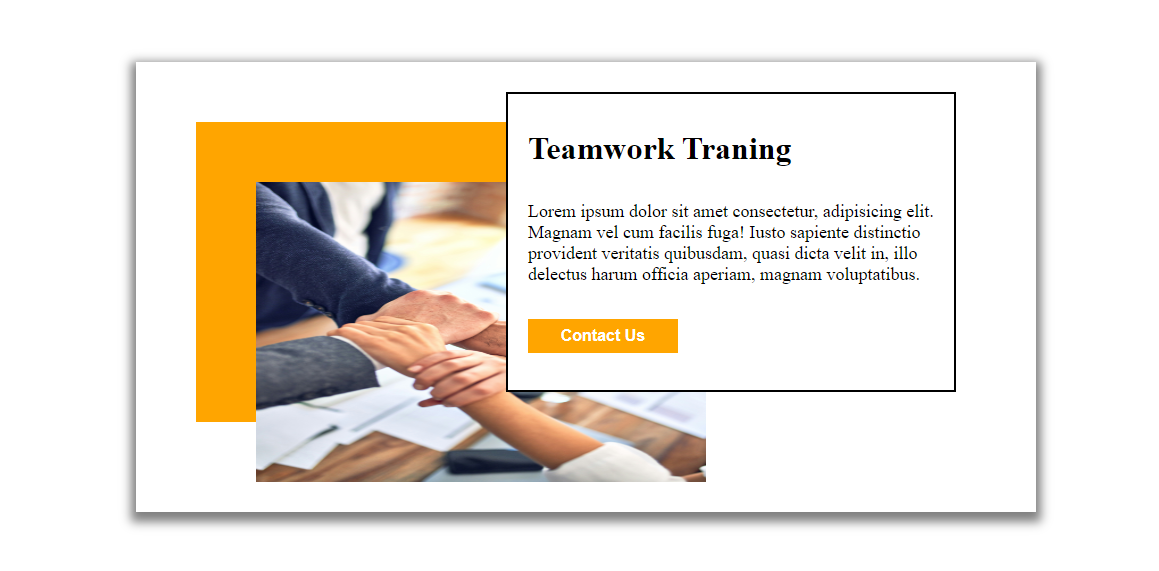 Teamwork Traning
Lorem ipsum dolor sit amet consectetur, adipisicing elit.
Magnam vel cum facilis fuga! Iusto sapiente distinctio
provident veritatis quibusdam, quasi dicta velit in, illo
delectus harum officia aperiam, magnam voluptatibus.
Contact Us